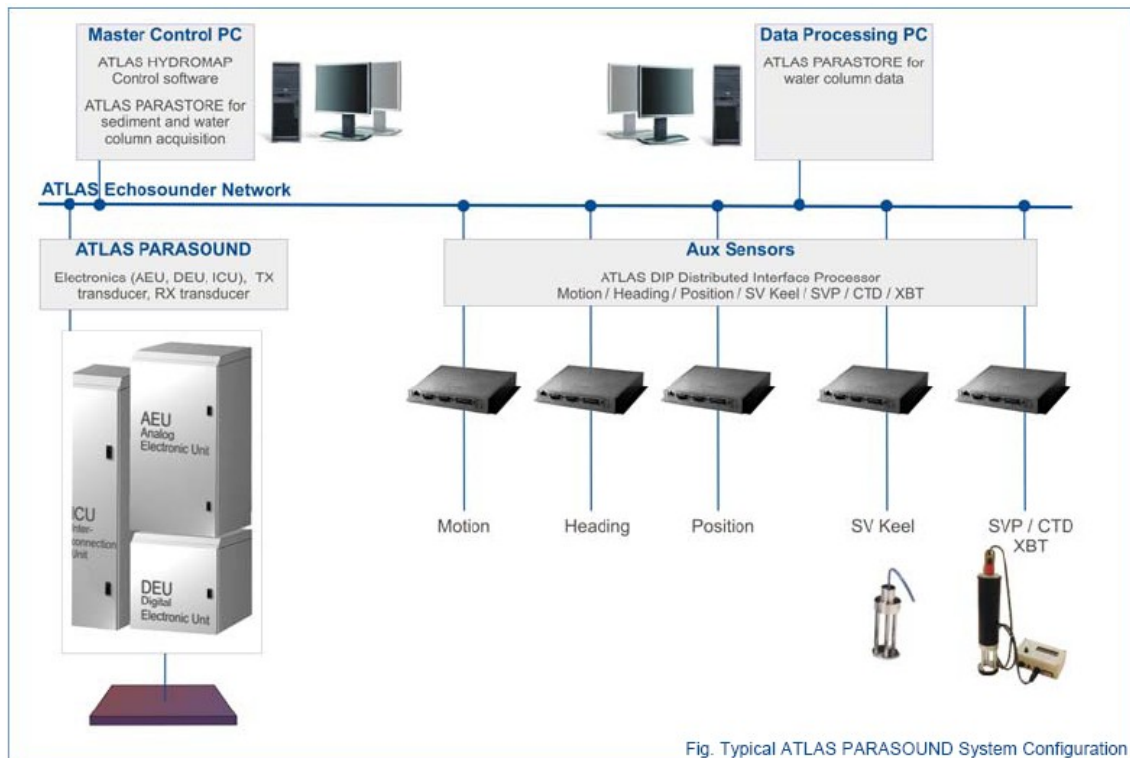 Master Control PC
ATLAS HYDROMAP
Control software
ATLAS PARASTORE for
sediment and water
column acquisition
Data Processing PC
ATLAS PARASTORE for
water column data
ATLAS Echosounder Network
ATLAS PARASOUND
Electronics (AEU, DEU, ICU), TX
transducer, RX transducer
Aux Sensors
ATLAS DIP Distributed Interface Processor
Motion / Heading / Position / SV Keel / SVP / CTD / XBT
AEU
Analog
Electronic Unit
ICU
Inter-
connection
Unit
DEU
Digital
Electronic Unit
Motion
Heading
Position
SV Keel
SVP / CTD
XBT
Fig. Typical ATLAS PARASOUND System Configuration